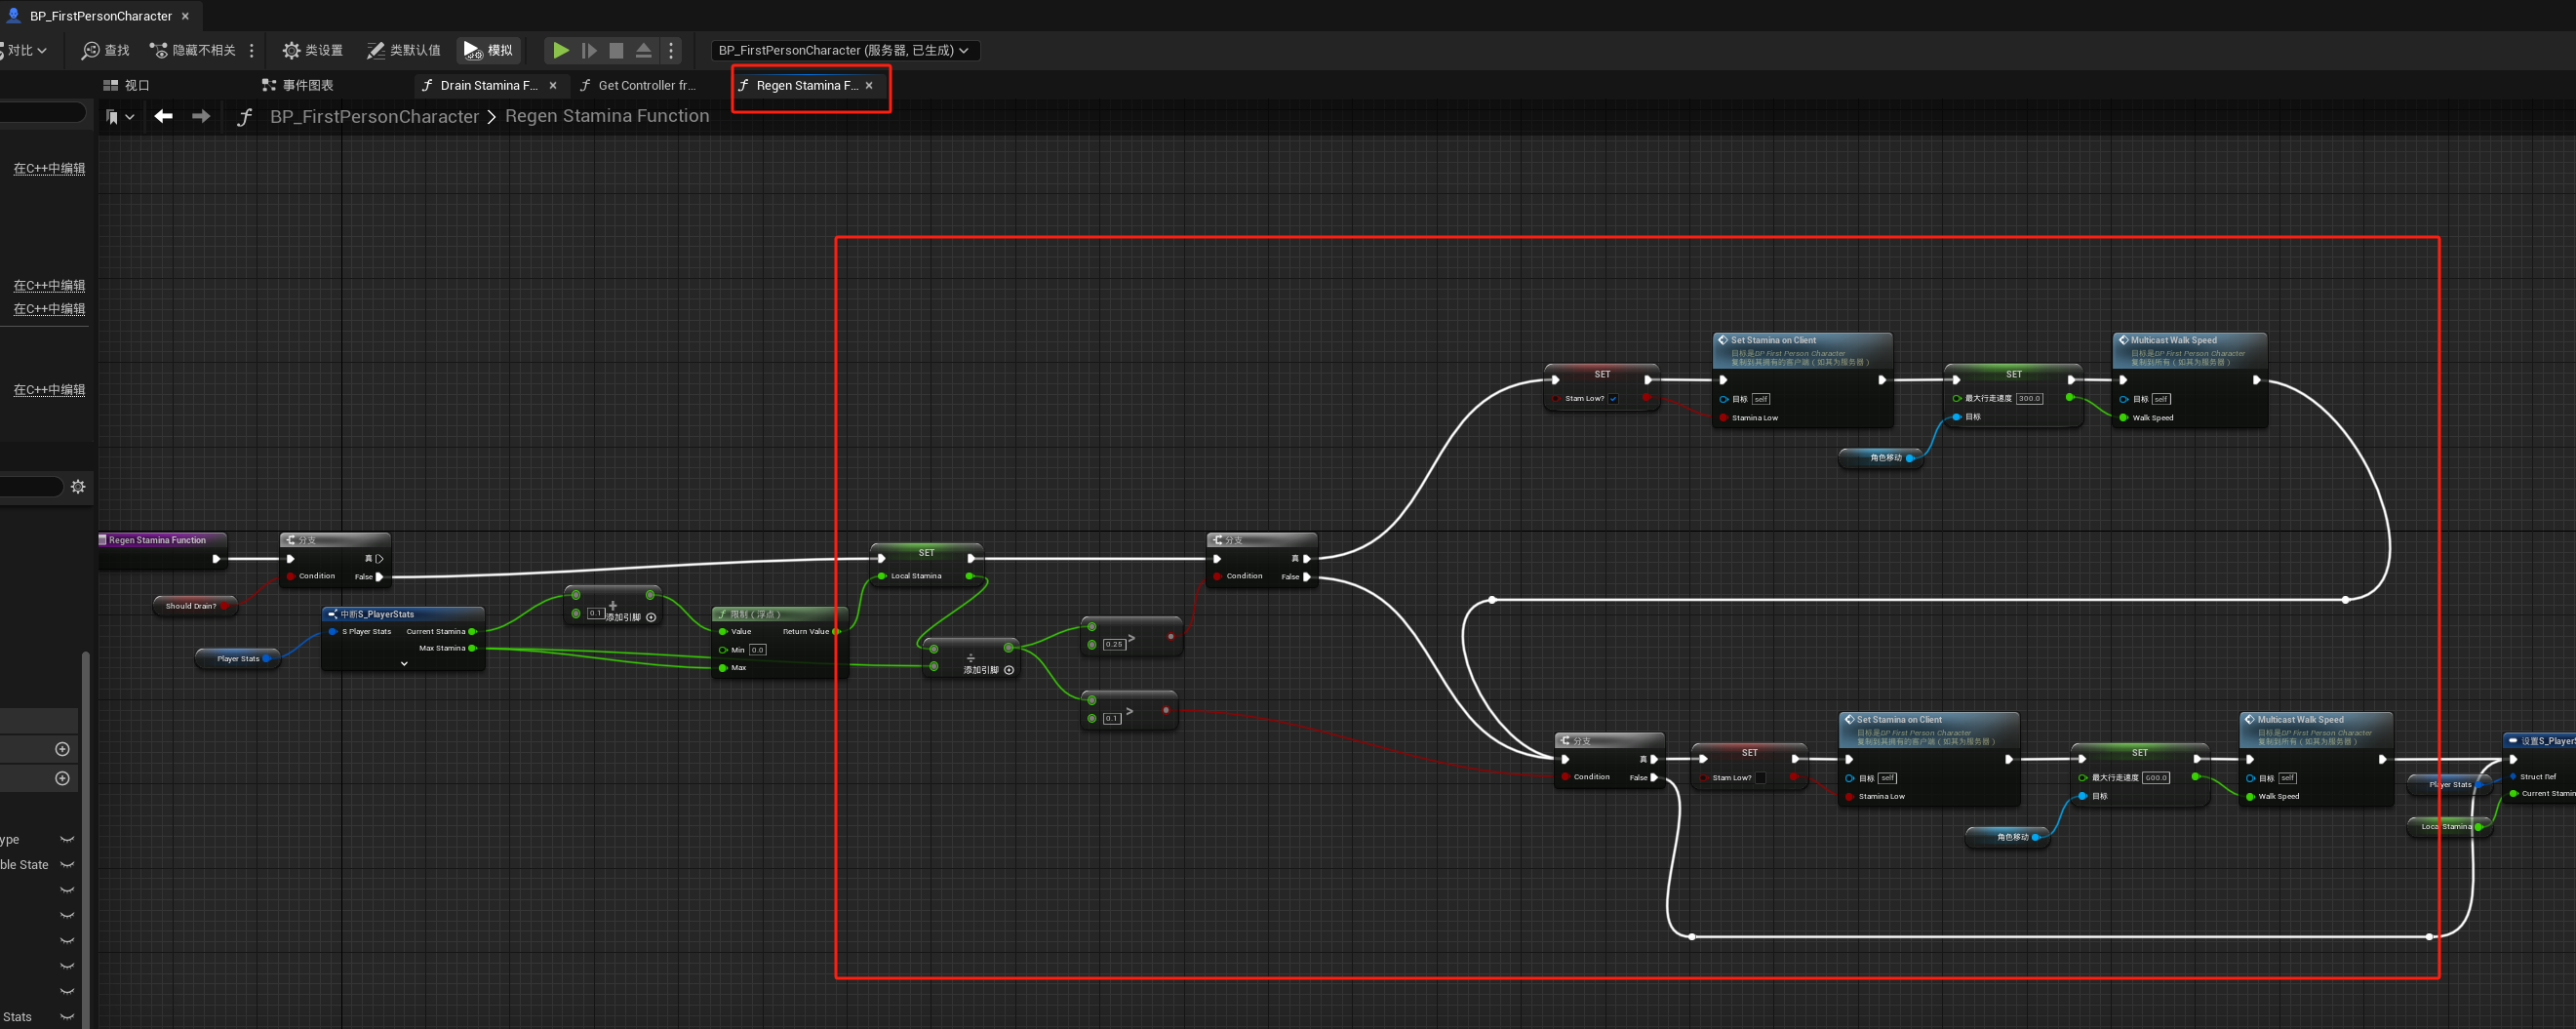 BP_FirstPersonCharacter
对比
查找
隐藏不相关
类设置
类默认值
模拟
BP_FirstPersonCharacter (服务器, 已生成)
视口
事件图表
Drain Stamina F...
Get Controller fr...
Regen Stamina F...
BP_FirstPersonCharacter
Regen Stamina Function
在C++中编辑
在C++中编辑
在C++中编辑
在C++中编辑
ype
ble State
Stats
Regen Stamina Function
分支
真
Condition
False
Should Drain?
Player Stats
中断S_PlayerStats
S Player Stats
Current Stamina
Max Stamina
0.1
添加引脚
限制（浮点）
Value
Return Value
Min
0.0
Max
SET
Local Stamina
添加引脚
>
0.25
>
0.1
分支
真
Condition
False
SET
Stam Low?
Set Stamina on Client
目标是BP First Person Character
复制到其拥有的客户端（如其为服务器）
目标
self
Stamina Low
SET
最大行走速度
300.0
目标
角色移动
Multicast Walk Speed
目标是BP First Person Character
复制到所有（如其为服务器）
目标
self
Walk Speed
分支
真
Condition
False
SET
Stam Low?
Set Stamina on Client
目标是BP First Person Character
复制到其拥有的客户端（如其为服务器）
目标
self
Stamina Low
SET
最大行走速度
600.0
目标
角色移动
Multicast Walk Speed
目标是BP First Person Character
复制到所有（如其为服务器）
目标
self
Walk Speed
Player Stats
Local Stamina
设置S_PlayerS
Struct Ref
Current Stamin